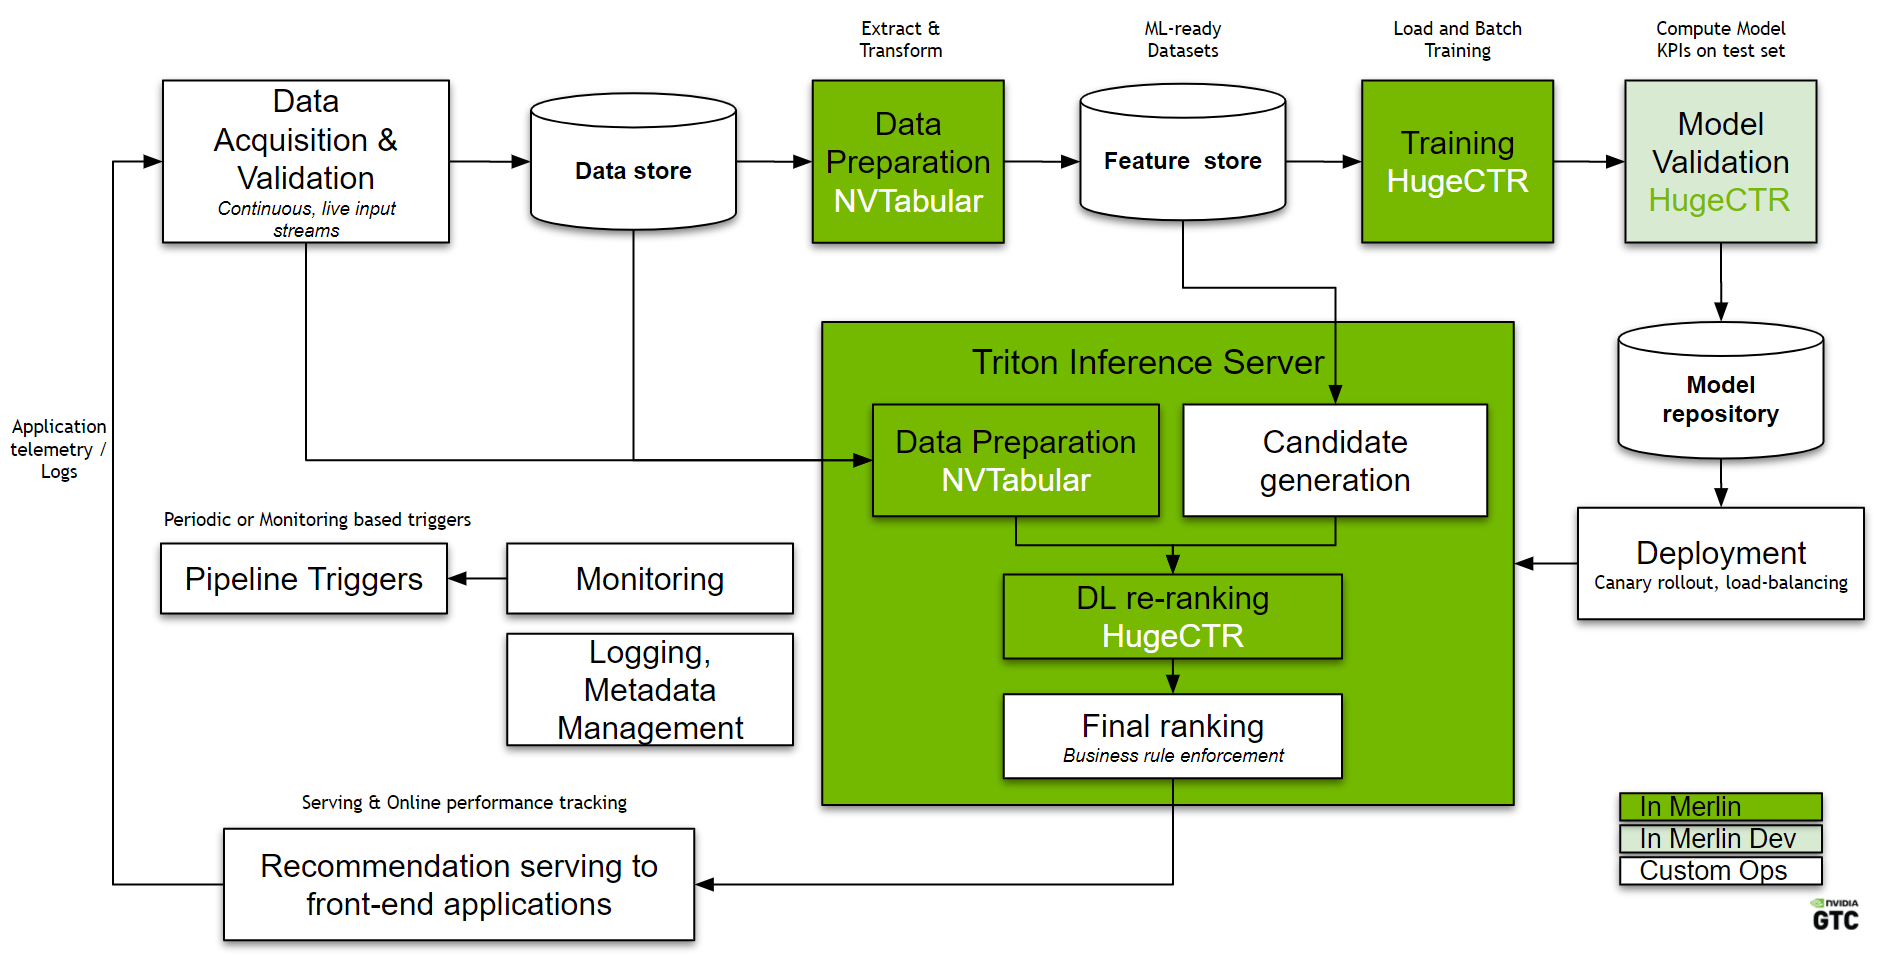 Extract &
Transform
ML-ready
Datasets
Load and Batch
Training
Compute Model
KPIs on test set
Data
Acquisition &
Validation
Continuous, live input
streams
Data store
Data
Preparation
NVTabular
Feature store
Training
HugeCTR
Model
Validation
HugeCTR
Triton Inference Server
Model
repository
Application
telemetry /
Logs
Data Preparation
NVTabular
Candidate
generation
Periodic or Monitoring based triggers
Pipeline Triggers
Monitoring
Deployment
Canary rollout, load-balancing
DL re-ranking
HugeCTR
Logging,
Metadata
Management
Final ranking
Business rule enforcement
Serving & Online performance tracking
Recommendation serving to
front-end applications
In Merlin
In Merlin Dev
Custom Ops
NVIDIA
GTC